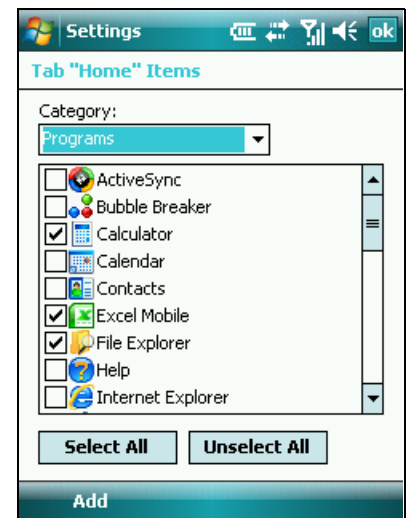 Settings ok
Tab "Home" Items
Category:
Programs
ActiveSync
Bubble Breaker
Calculator
Calendar
Contacts
Excel Mobile
File Explorer
Help
Internet Explorer
Select All Unselect All
Add